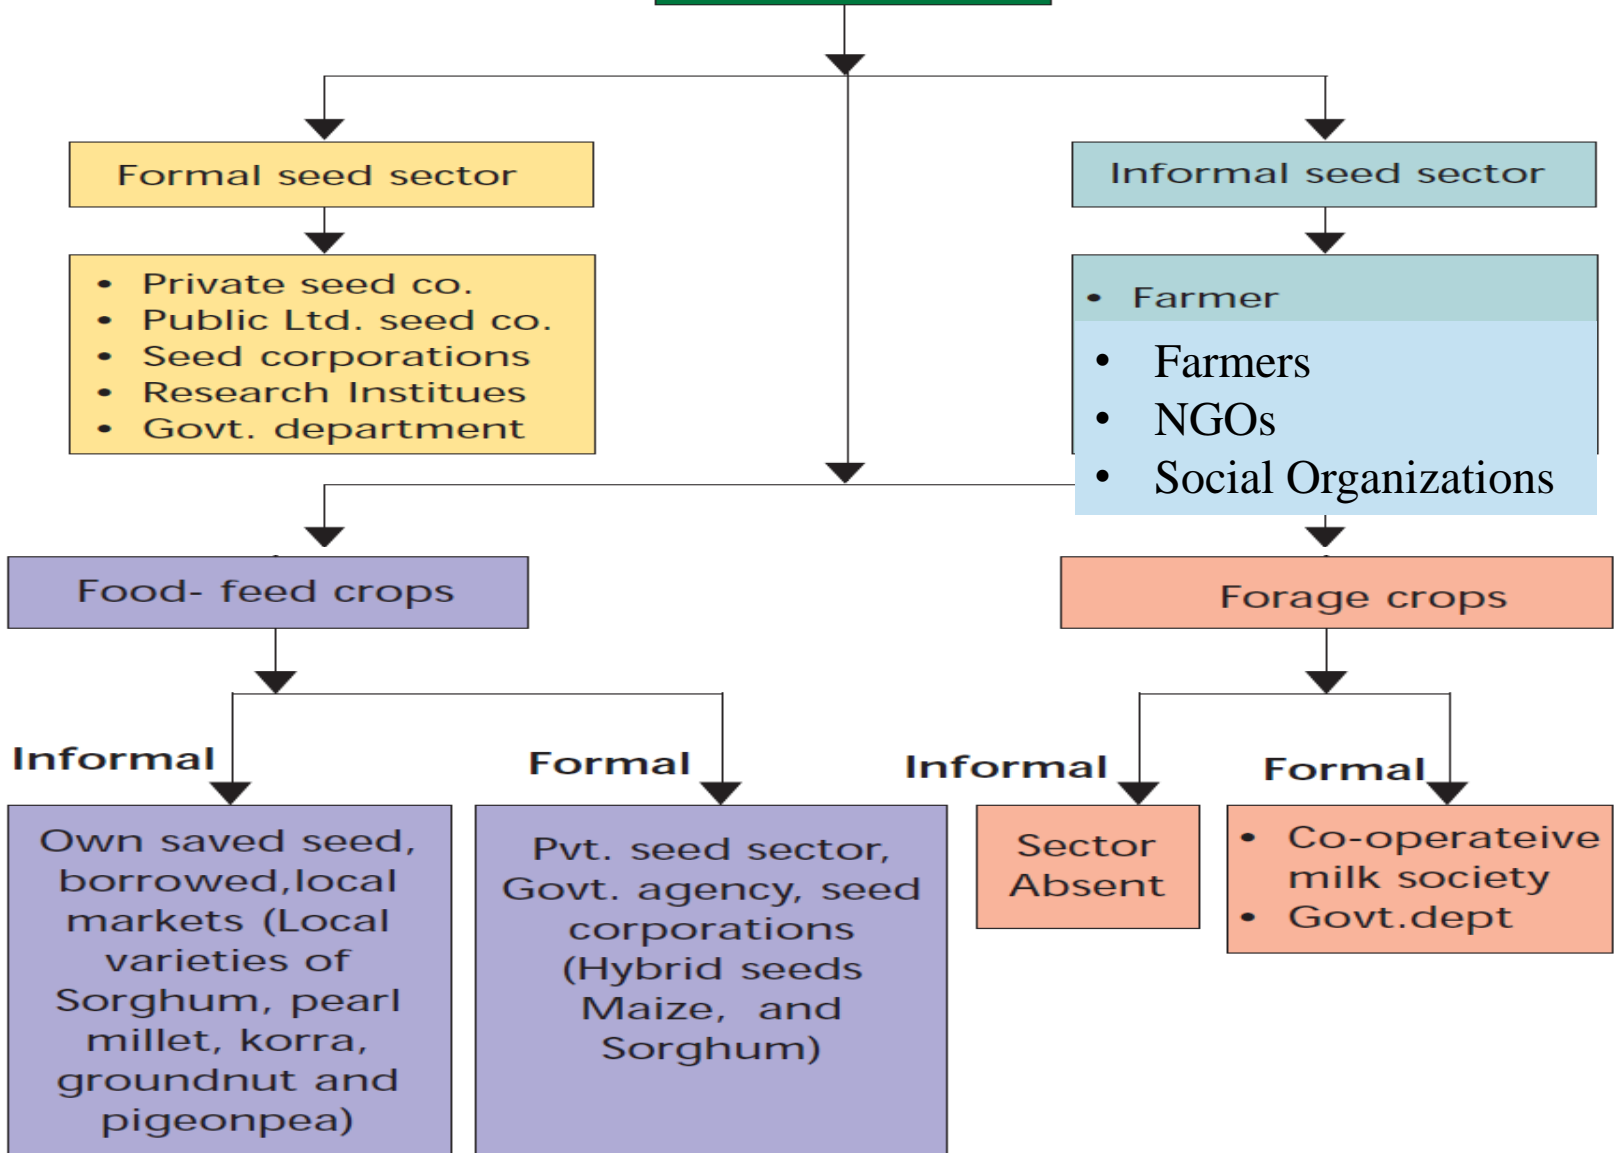 Formal seed sector
Informal seed sector
• Private seed co.
• Public Ltd. seed co.
• Seed corporations
• Research Institues
• Govt. department
• Farmer
• Farmers
• NGOs
• Social Organizations
Food- feed crops
Forage crops
Informal
Formal
Informal
Formal
Own saved seed,
borrowed,local
markets (Local
varieties of
Sorghum, pearl
millet, korra,
groundnut and
pigeonpea)
Pvt. seed sector,
Govt. agency, seed
corporations
(Hybrid seeds
Maize, and
Sorghum)
Sector
Absent
• Co-operateive
milk society
• Govt.dept